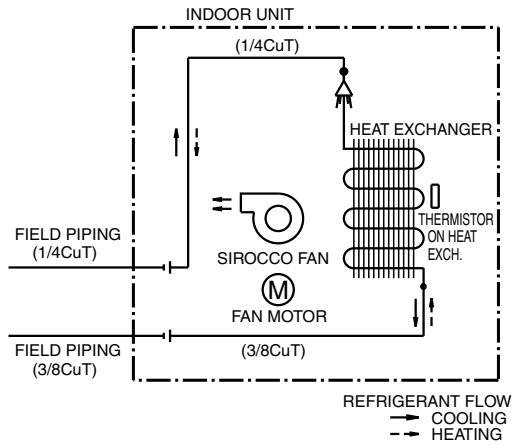 INDOOR UNIT
(1/4CuT)
HEAT EXCHANGER
THERMISTOR
ON HEAT
EXCH.
FIELD PIPING
(1/4CuT)
SIROCCO FAN
M
FAN MOTOR
FIELD PIPING
(3/8CuT)
(3/8CuT)
REFRIGERANT FLOW
COOLING
HEATING